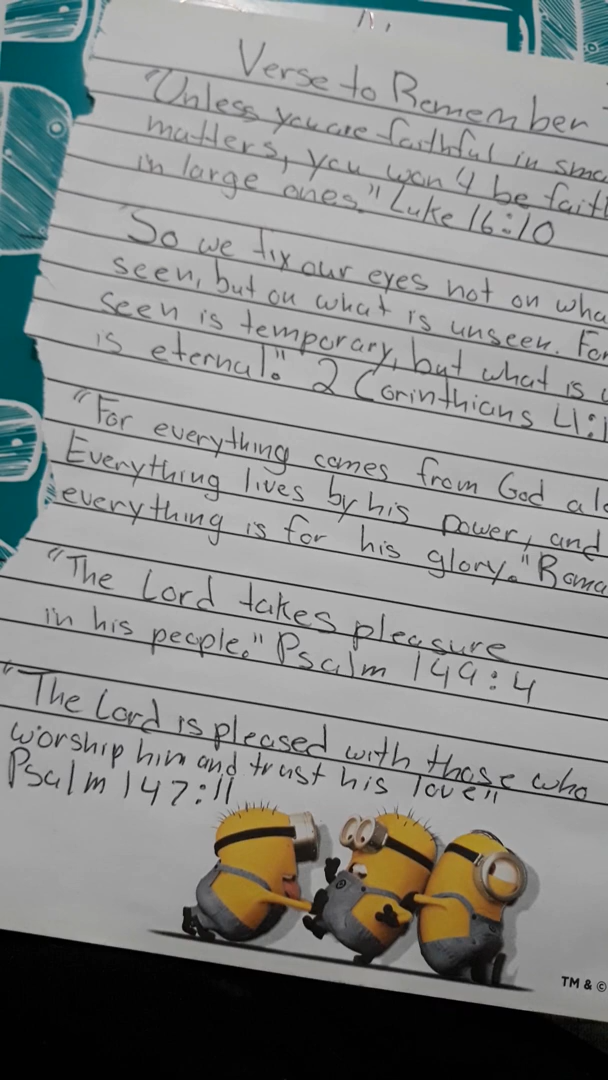 Verse to Remember
"Unless you are faithful in sma
matters, you won't be faith
in large ones." Luke 16:10
So we fix our eyes not on wha
seen, but on what is unseen. For
seen is temporary, but what is u
is eternal." 2 Corinthians 4:1
"For everything comes from God alo
Everything lives by his power, and
everything is for his glory." Roma
"The Lord takes pleasure
in his people." Psalm 149:4
"The Lord is pleased with those who
worship him and trust his love"
Psalm 147:11
TM & ©